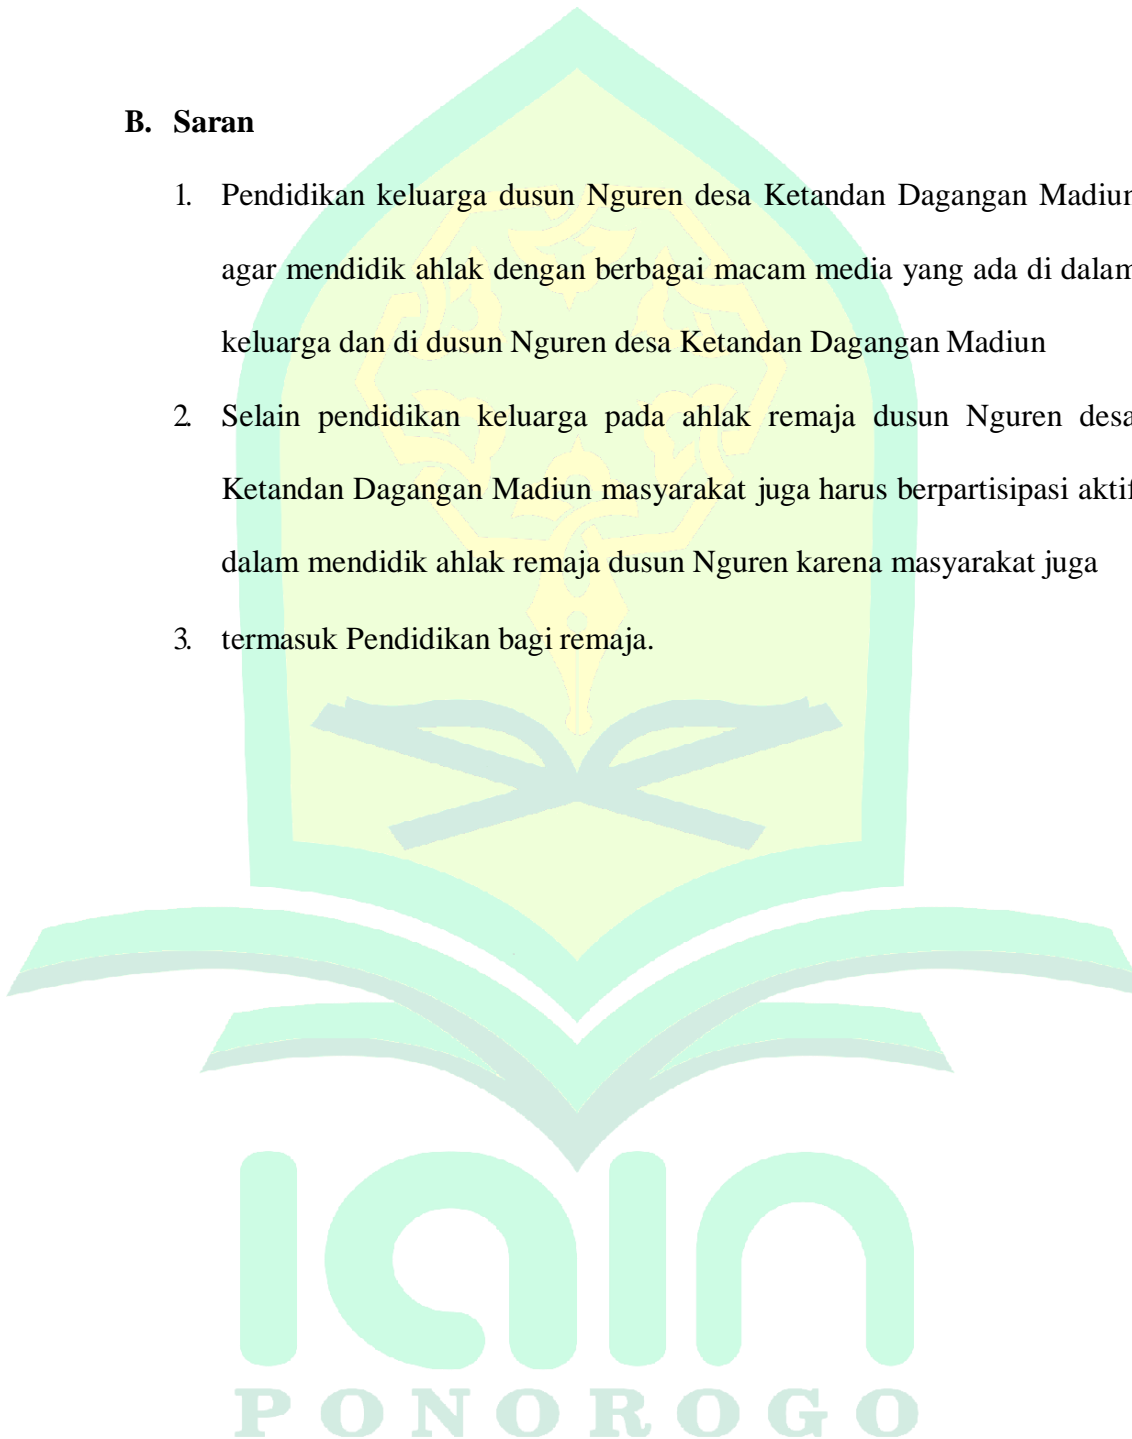 B. Saran
1. Pendidikan keluarga dusun Nguren desa Ketandan Dagangan Madiun
agar mendidik ahlak dengan berbagai macam media yang ada di dalam
keluarga dan di dusun Nguren desa Ketandan Dagangan Madiun
2. Selain pendidikan keluarga pada ahlak remaja dusun Nguren desa
Ketandan Dagangan Madiun masyarakat juga harus berpartisipasi aktif
dalam mendidik ahlak remaja dusun Nguren karena masyarakat juga
3. termasuk Pendidikan bagi remaja.
iain
PONOROGO